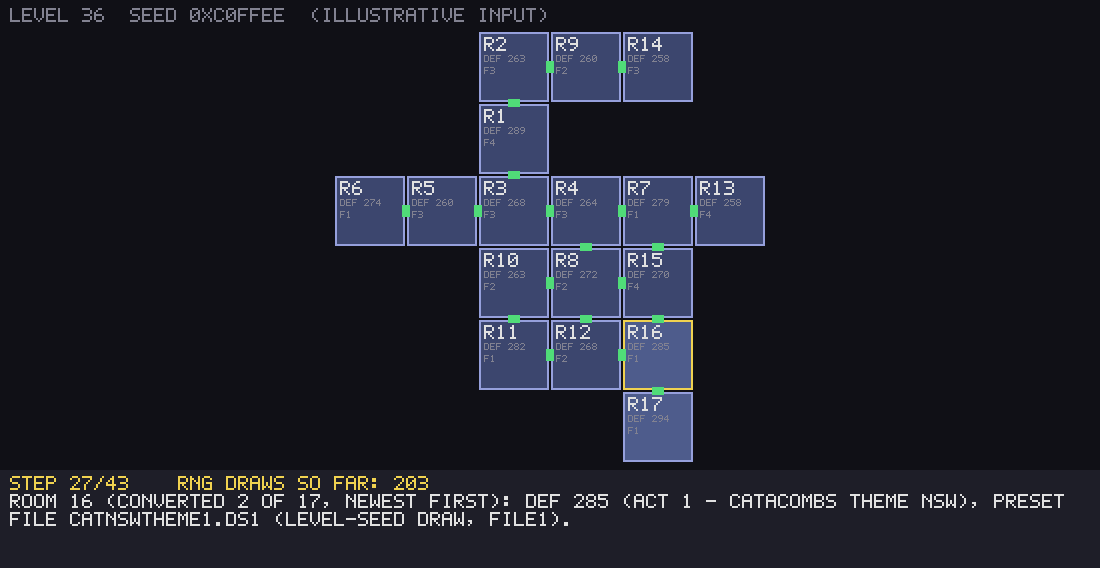 LEVEL 36  SEED 0XC0FFEE  (ILLUSTRATIVE INPUT)
R2 R9 R14
DEF 263 DEF 260 DEF 258
F3 F2 F3
R1
DEF 289
F4
R6 R5 R3 R4 R7 R13
DEF 274 DEF 260 DEF 268 DEF 264 DEF 279 DEF 258
F1 F3 F3 F3 F1 F4
R10 R8 R15
DEF 263 DEF 272 DEF 270
F2 F2 F4
R11 R12 R16
DEF 282 DEF 268 DEF 285
F1 F2 F1
R17
DEF 294
F1
STEP 27/43    RNG DRAWS SO FAR: 203
ROOM 16 (CONVERTED 2 OF 17, NEWEST FIRST): DEF 285 (ACT 1 - CATACOMBS THEME NSW), PRESET
FILE CATNSWTHEME1.DS1 (LEVEL-SEED DRAW, FILE1).